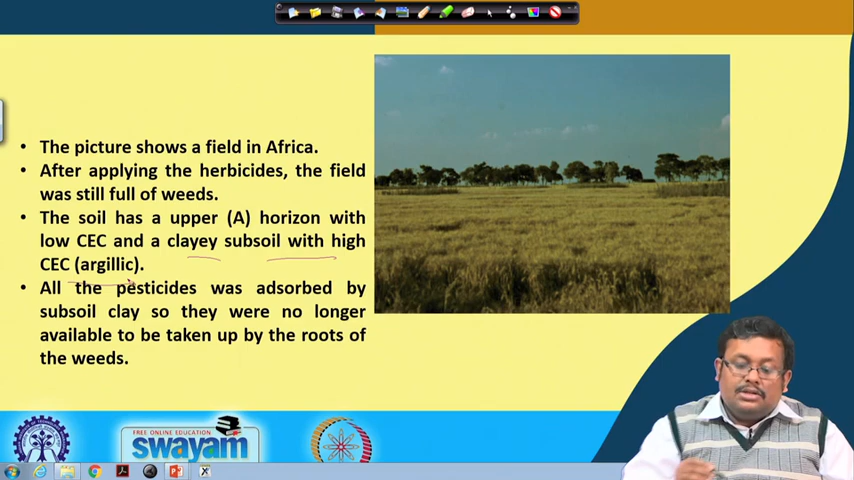 • The picture shows a field in Africa.
• After applying the herbicides, the field
was still full of weeds.
• The soil has a upper (A) horizon with
low CEC and a clayey subsoil with high
CEC (argillic).
• All the pesticides was adsorbed by
subsoil clay so they were no longer
available to be taken up by the roots of
the weeds.
FREE ONLINE EDUCATION
swayam